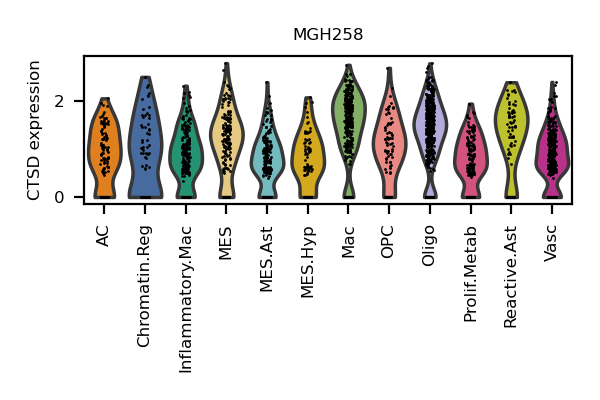 MGH258
CTSD expression
2
0
AC
Chromatin.Reg
Inflammatory.Mac
MES
MES.Ast
MES.Hyp
Mac
OPC
Oligo
Prolif.Metab
Reactive.Ast
Vasc